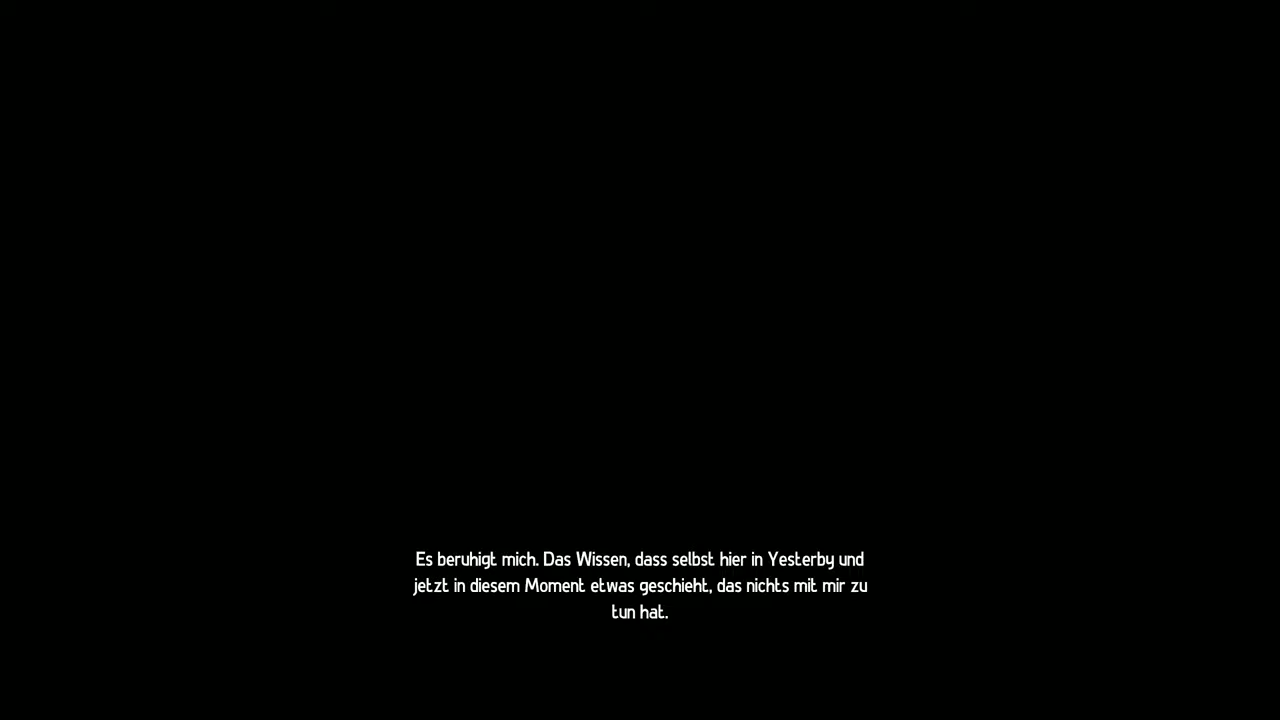 Es beruhigt mich. Das Wissen, dass selbst hier in Yesterby und
jetzt in diesem Moment etwas geschieht, das nichts mit mir zu
tun hat.